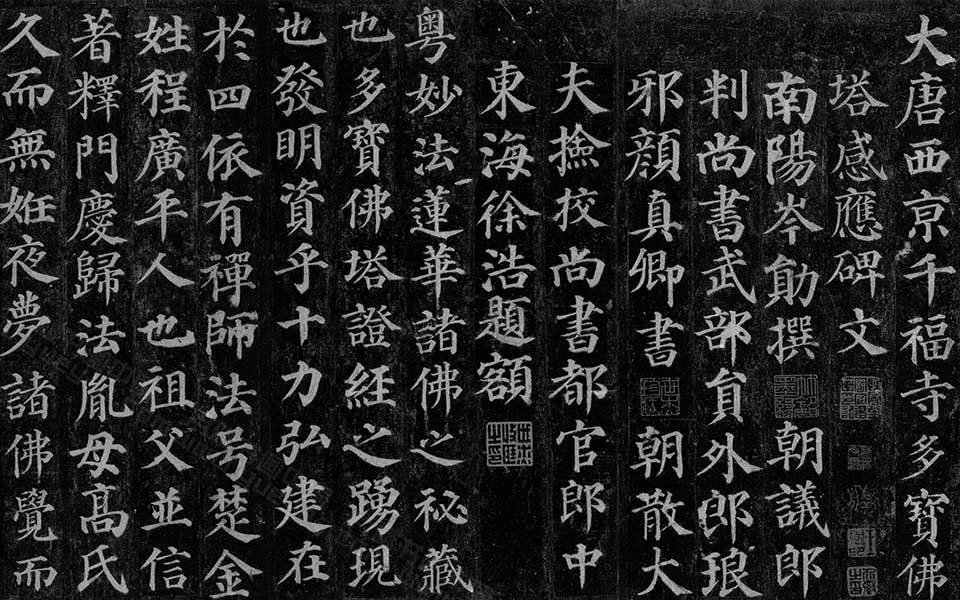 大唐西京千福寺多寳佛
塔感應碑文
南陽岑勛撰 朝議郎
判尚書武部貟外郎琅
邪顔真卿書 朝散大
夫撿挍尚書都官郎中
東海徐浩題額
粤妙法蓮華諸佛之祕藏
也多寳佛塔證經之踴現
也發明資乎十力弘建在
於四依有禪師法号楚金
姓程廣平人也祖父並信
著釋門慶歸法胤母高氏
久而無姙夜夢諸佛覺而